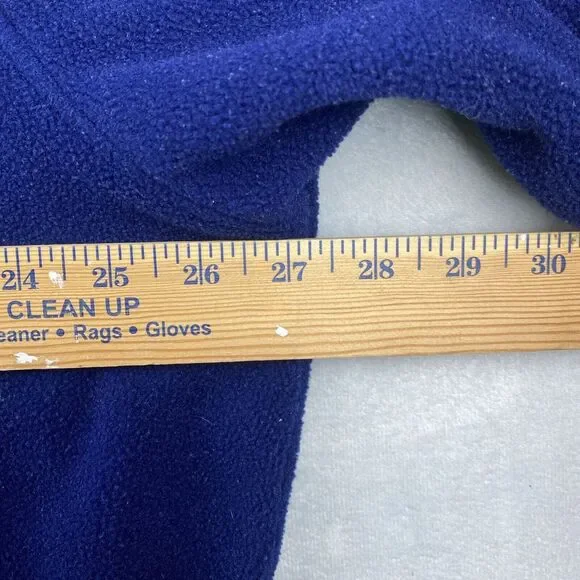 24 25 26 27 28 29 30
CLEAN UP
eaner • Rags • Gloves